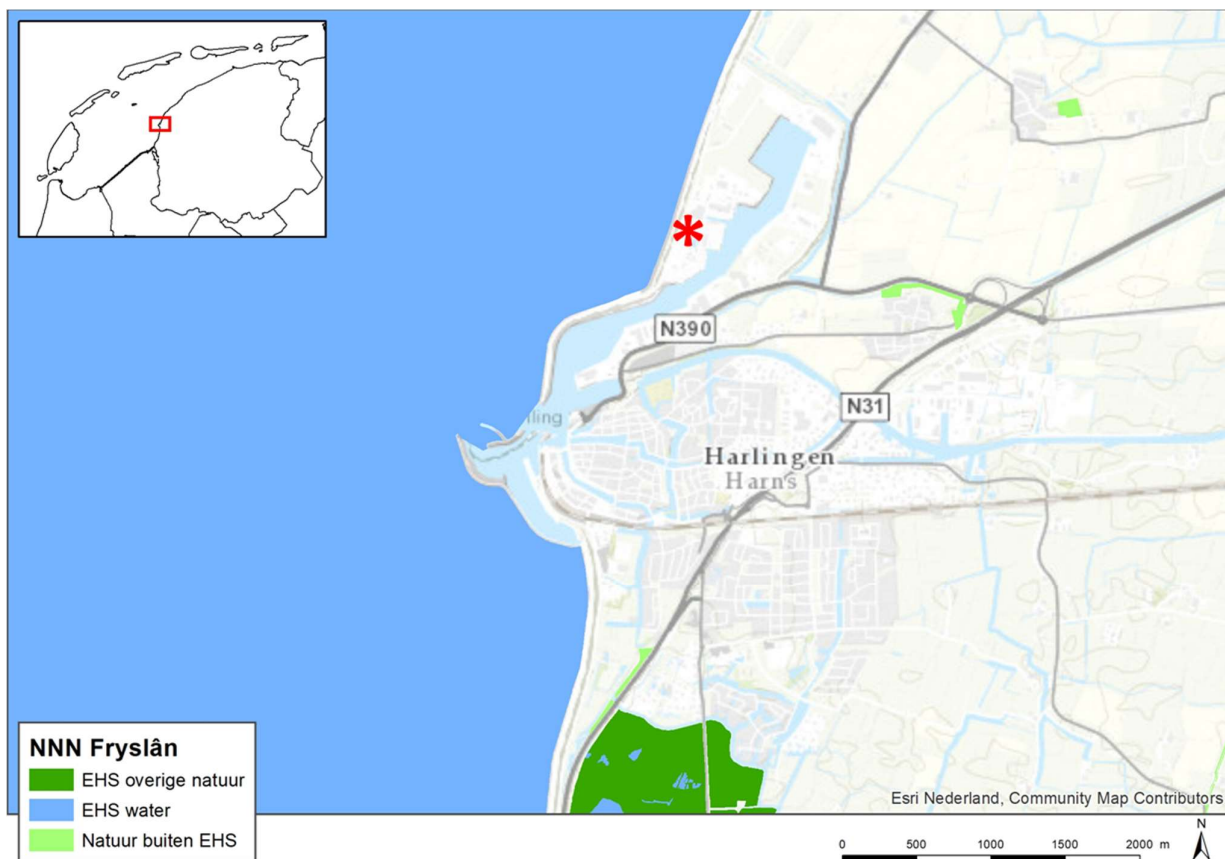 N390
lling
N31
Harlingen
Harns
NNN Fryslân
EHS overige natuur
EHS water
Natuur buiten EHS
Esri Nederland, Community Map Contributors
N
0 500 1000 1500 2000 m